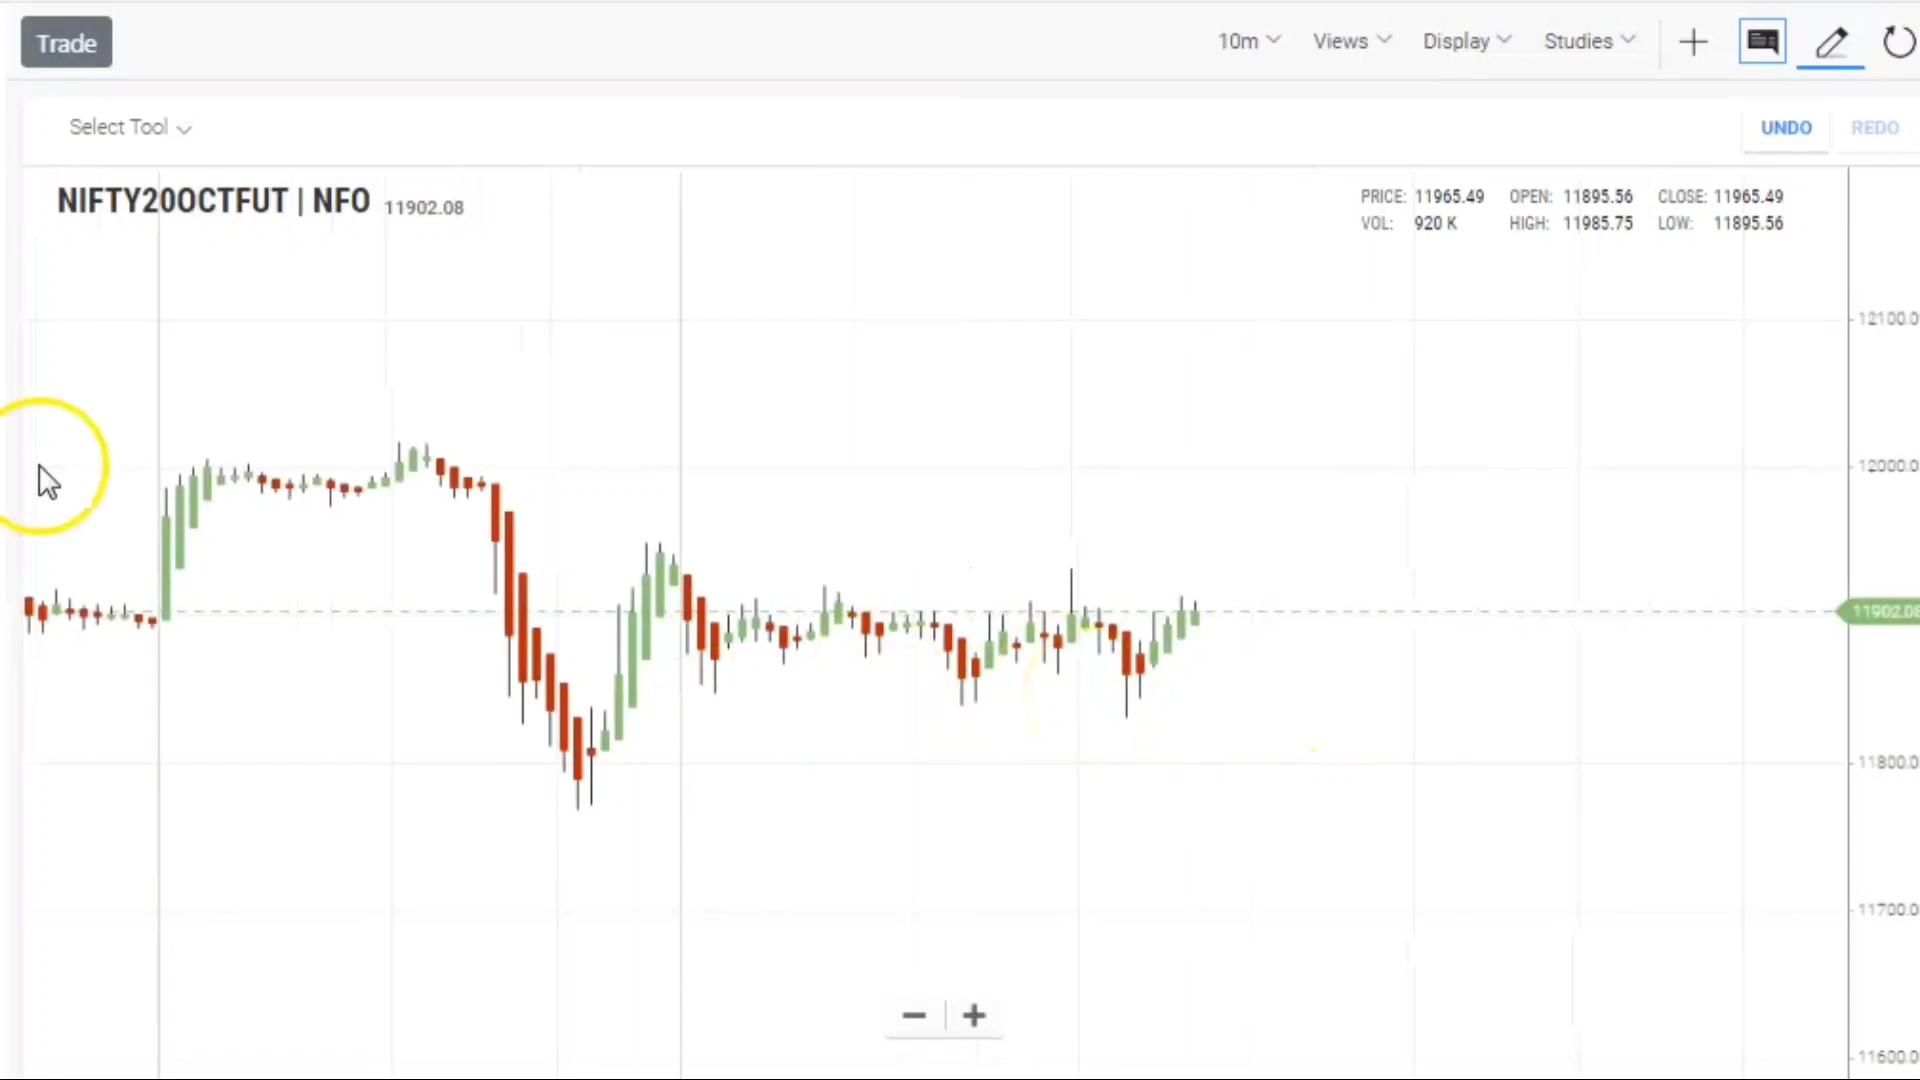 Trade
10m Views Display Studies
Select Tool
UNDO REDO
NIFTY20OCTFUT | NFO 11902.08
PRICE: 11965.49 OPEN: 11895.56 CLOSE: 11965.49
VOL: 920 K HIGH: 11985.75 LOW: 11895.56
12100.0
12000.0
11902.08
11800.0
11700.0
11600.0